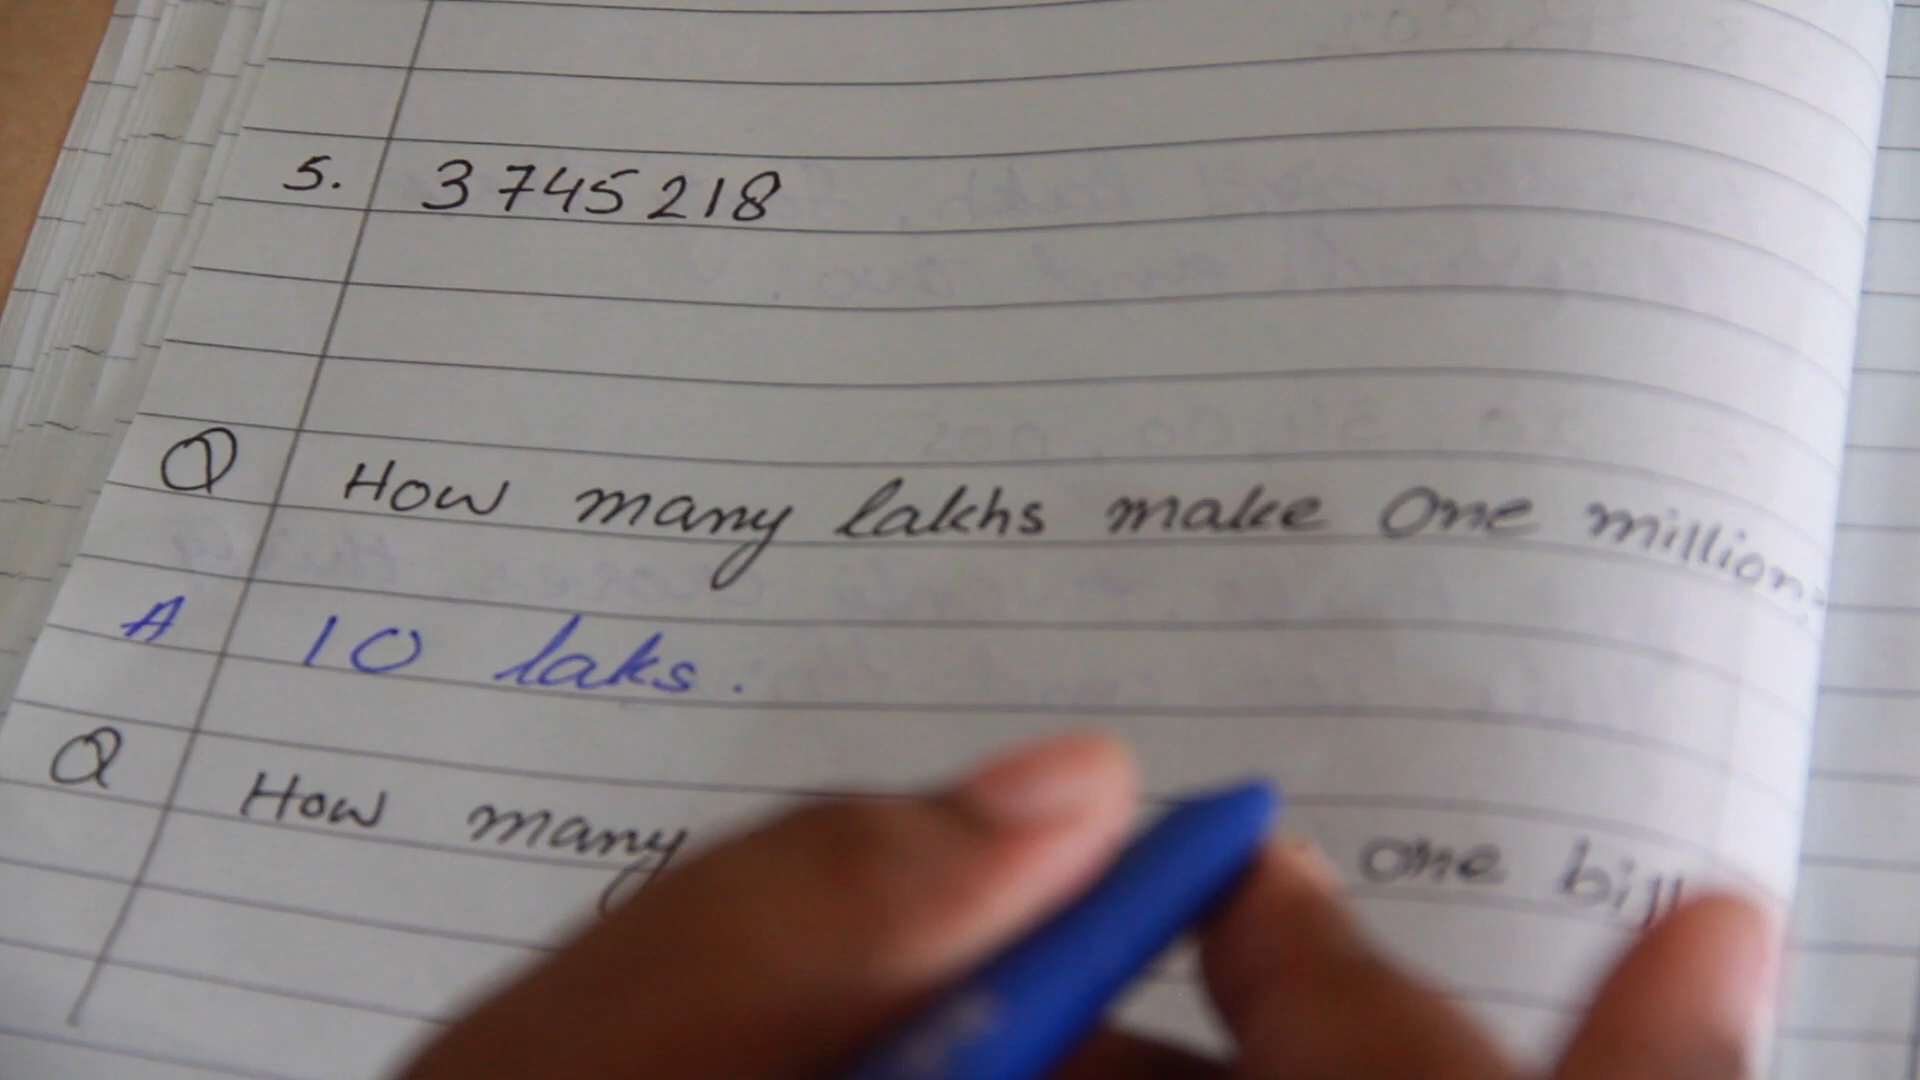 5. 3745218
Q How many lakhs make One million
A 10 laks.
Q How many one